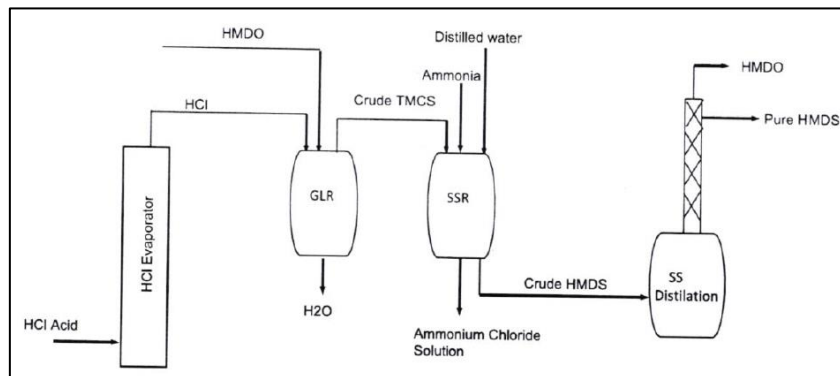 HMDO
Distilled water
HMDO
Ammonia
HCl
Crude TMCS
Pure HMDS
HCl Evaporator
GLR
SSR
SS
Distilation
Crude HMDS
H2O
HCl Acid
Ammonium Chloride
Solution